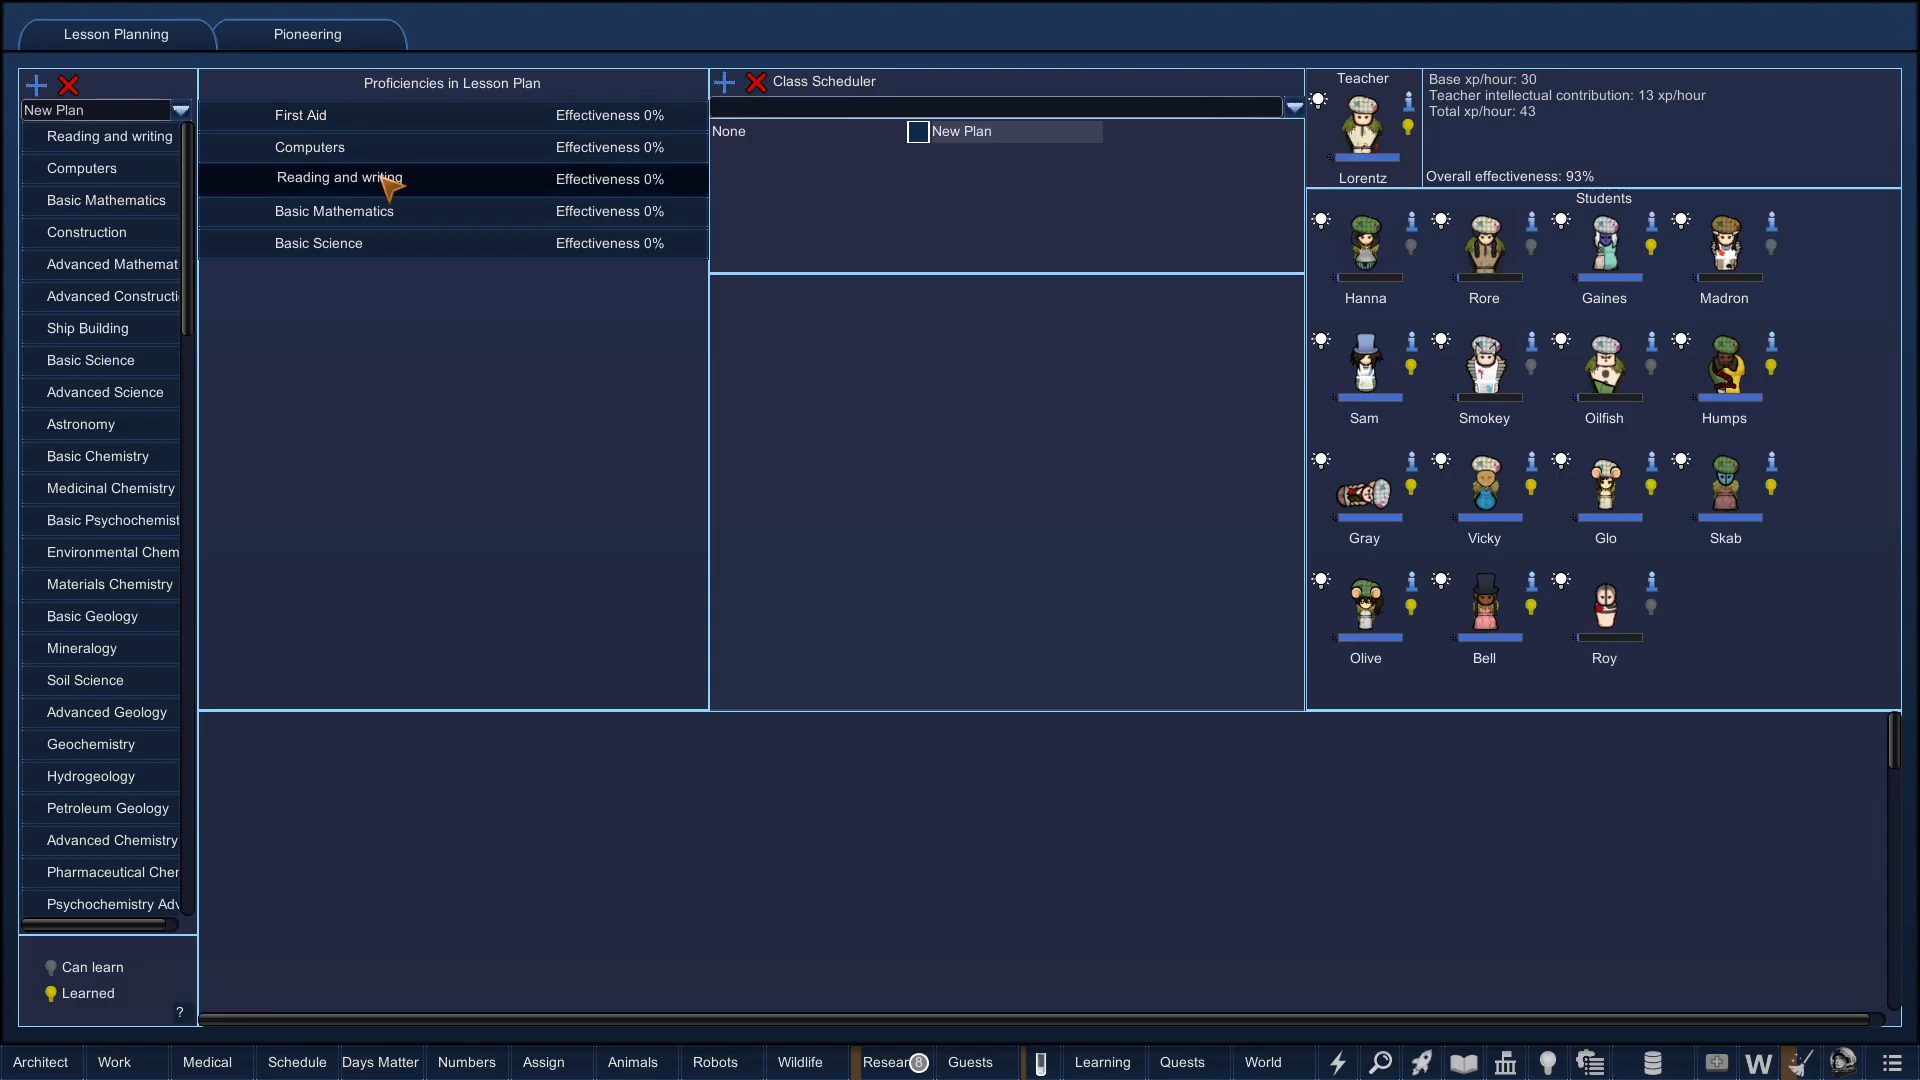 Lesson Planning
Pioneering
New Plan
Reading and writing
Computers
Basic Mathematics
Construction
Advanced Mathemat
Advanced Constructi
Ship Building
Basic Science
Advanced Science
Astronomy
Basic Chemistry
Medicinal Chemistry
Basic Psychochemist
Environmental Chem
Materials Chemistry
Basic Geology
Mineralogy
Soil Science
Advanced Geology
Geochemistry
Hydrogeology
Petroleum Geology
Advanced Chemistry
Pharmaceutical Cher
Psychochemistry Adv
Can learn
Learned
?
Proficiencies in Lesson Plan
First Aid Effectiveness 0%
Computers Effectiveness 0%
Reading and writing Effectiveness 0%
Basic Mathematics Effectiveness 0%
Basic Science Effectiveness 0%
Class Scheduler
None New Plan
Teacher
Lorentz
Base xp/hour: 30
Teacher intellectual contribution: 13 xp/hour
Total xp/hour: 43
Overall effectiveness: 93%
Students
Hanna Rore Gaines Madron
Sam Smokey Oilfish Humps
Gray Vicky Glo Skab
Olive Bell Roy
Architect Work Medical Schedule Days Matter Numbers Assign Animals Robots Wildlife Resear 8 Guests Learning Quests World W